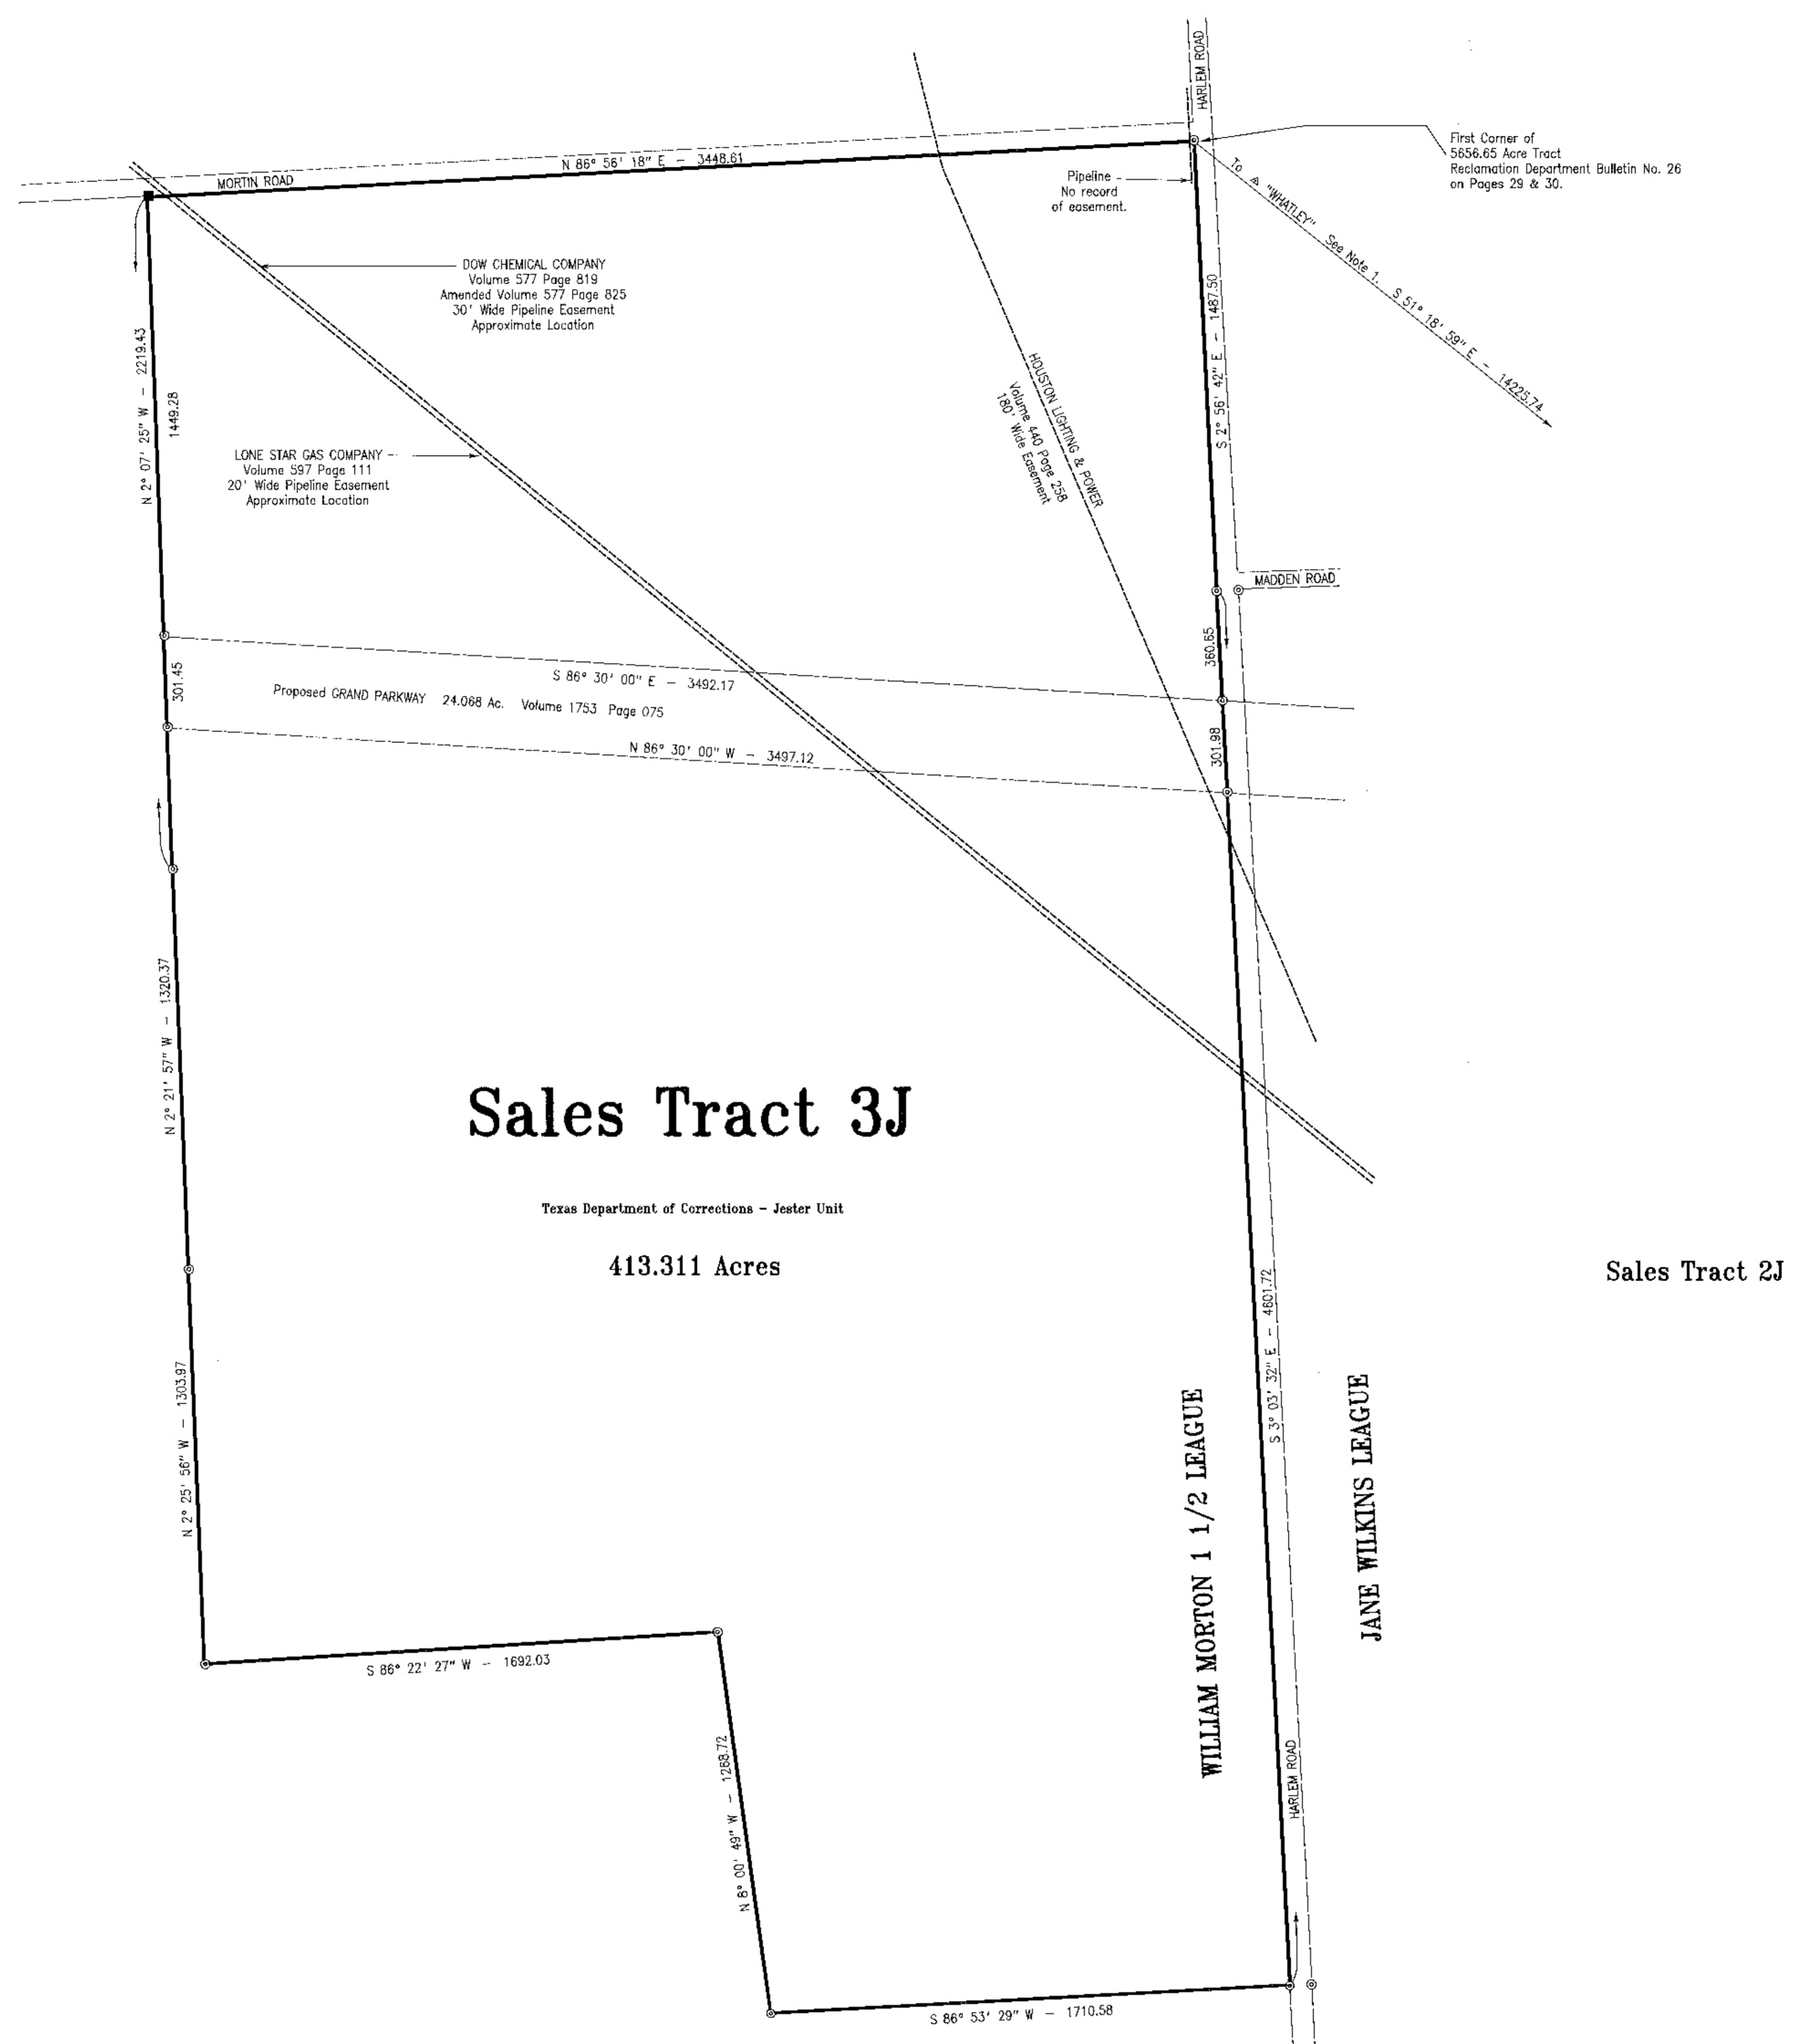 HARLEM ROAD
First Corner of
5656.65 Acre Tract
Reclamation Department Bulletin No. 26
on Pages 29 & 30.
N 86° 56' 18" E - 3448.61
MORTIN ROAD
Pipeline
No record
of easement.
To "WHATLEY" See Note 1. S 51° 18' 59" E - 14225.74
DOW CHEMICAL COMPANY
Volume 577 Page 819
Amended Volume 577 Page 825
30' Wide Pipeline Easement
Approximate Location
S 2° 56' 42" E - 1487.50
N 2° 07' 25" W - 2219.43
1449.28
HOUSTON LIGHTING & POWER
Volume 440 Page 258
180' Wide Easement
LONE STAR GAS COMPANY
Volume 597 Page 111
20' Wide Pipeline Easement
Approximate Location
MADDEN ROAD
360.65
301.45
S 86° 30' 00" E - 3492.17
Proposed GRAND PARKWAY 24.068 Ac. Volume 1753 Page 075
N 86° 30' 00" W - 3497.12
301.98
N 2° 21' 57" W - 1320.37
Sales Tract 3J
Texas Department of Corrections - Jester Unit
413.311 Acres
Sales Tract 2J
S 3° 03' 32" E - 4601.72
N 2° 25' 56" W - 1303.97
WILLIAM MORTON 1 1/2 LEAGUE
JANE WILKINS LEAGUE
S 86° 22' 27" W - 1692.03
N 8° 00' 49" W - 1268.72
HARLEM ROAD
S 86° 53' 29" W - 1710.58